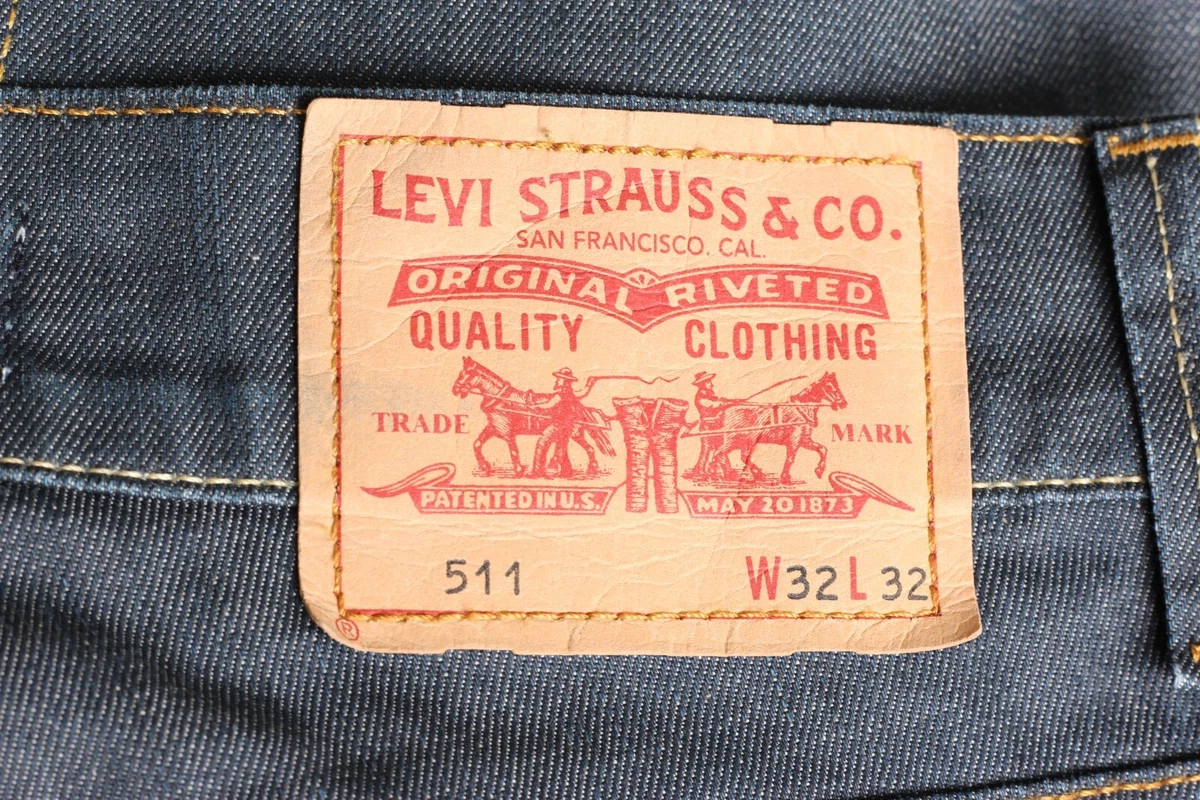 LEVI STRAUSS & CO.
SAN FRANCISCO. CAL.
ORIGINAL RIVETED
QUALITY CLOTHING
TRADE MARK
PATENTED IN U.S. MAY 20 1873
511 W32 L 32
®